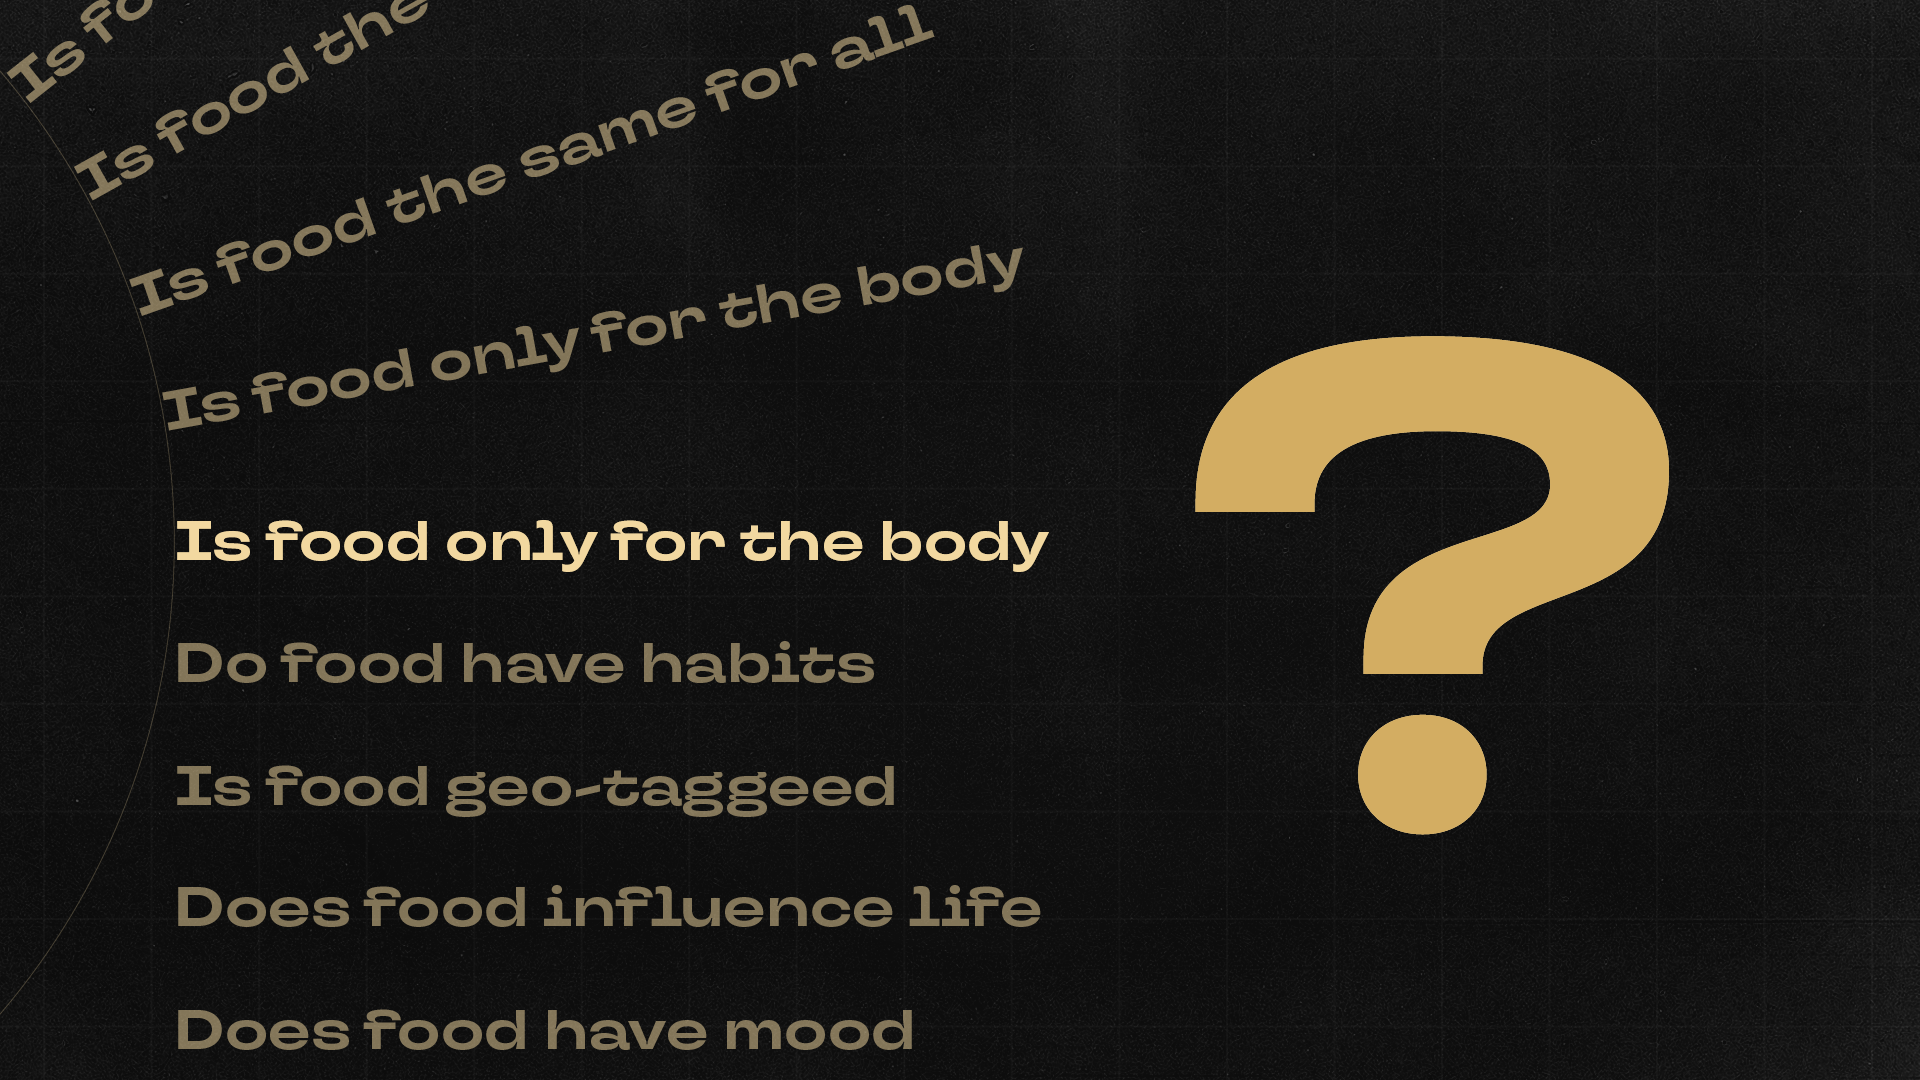 Is fo
Is food the
Is food the same for all
Is food only for the body
Is food only for the body
Do food have habits
Is food geo-taggeed
Does food influence life
Does food have mood
?